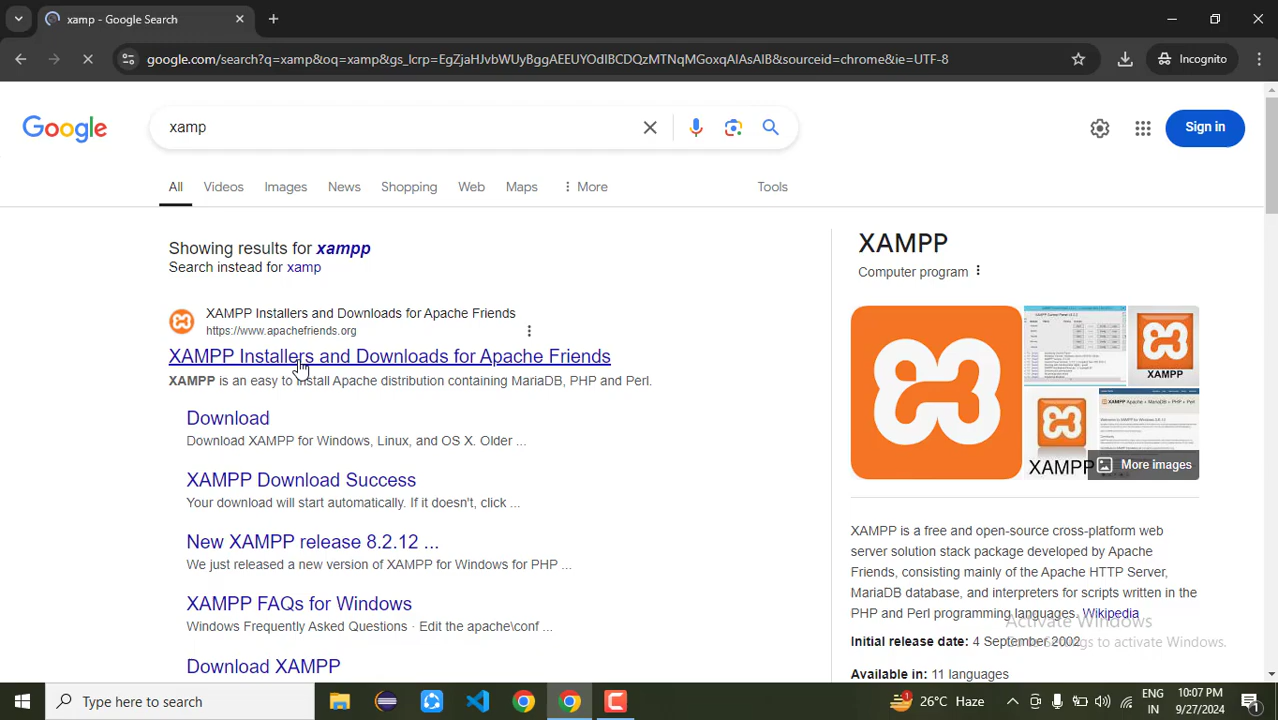 xamp - Google Search
google.com/search?q=xamp&oq=xamp&gs_lcrp=EgZjaHJvbWUyBggAEEUYOdIBCDQzMTNqMGoxqAIAsAIB&sourceid=chrome&ie=UTF-8
Incognito
Google
xamp
Sign in
All Videos Images News Shopping Web Maps More Tools
Showing results for xampp
Search instead for xamp
XAMPP Installers and Downloads for Apache Friends
https://www.apachefriends.org
XAMPP Installers and Downloads for Apache Friends
XAMPP is an easy to install Apache distribution containing MariaDB, PHP and Perl.
Download
Download XAMPP for Windows, Linux, and OS X. Older ...
XAMPP Download Success
Your download will start automatically. If it doesn't, click ...
New XAMPP release 8.2.12 ...
We just released a new version of XAMPP for Windows for PHP ...
XAMPP FAQs for Windows
Windows Frequently Asked Questions · Edit the apache\conf ...
Download XAMPP
XAMPP
Computer program
XAMPP
XAMPP
More images
XAMPP is a free and open-source cross-platform web
server solution stack package developed by Apache
Friends, consisting mainly of the Apache HTTP Server,
MariaDB database, and interpreters for scripts written in the
PHP and Perl programming languages. Wikipedia
Initial release date: 4 September 2002
Available in: 11 languages
Activate Windows
Go to Settings to activate Windows.
Type here to search
1
26°C Haze
ENG
IN
10:07 PM
9/27/2024
1